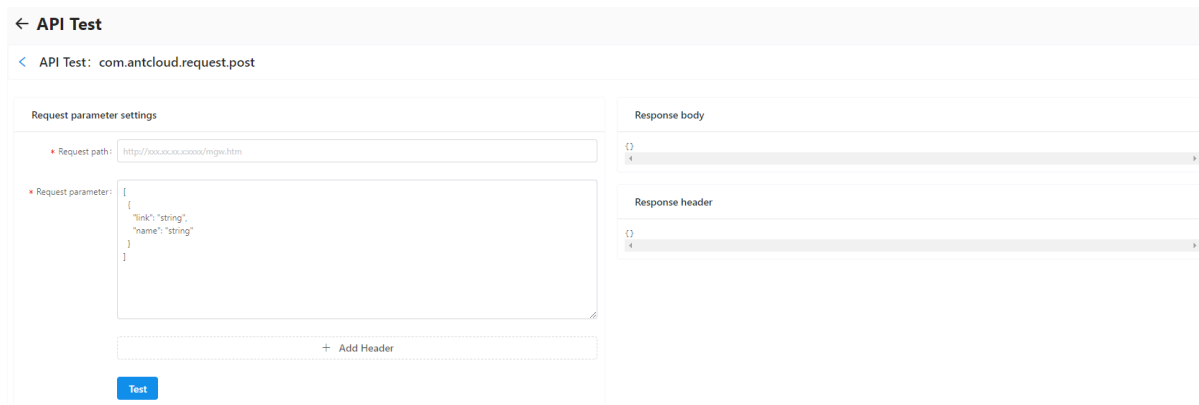 ← API Test
< API Test: com.antcloud.request.post
Request parameter settings
* Request path:
http://xxx.xx.xx.x:xxxx/mgw.htm
* Request parameter:
[
{
"link": "string",
"name": "string"
}
]
+ Add Header
Test
Response body
{}
Response header
{}